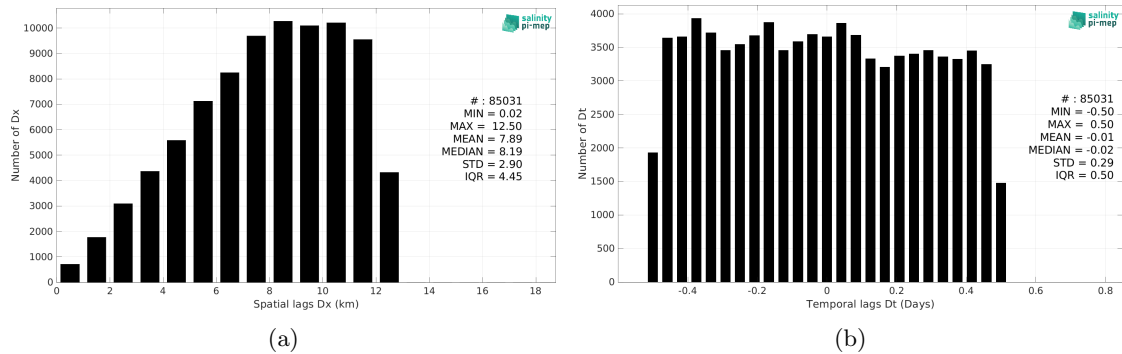 10000
9000
8000
7000
6000
5000
4000
3000
2000
1000
0
Number of Dx
0 2 4 6 8 10 12 14 16 18
Spatial lags Dx (km)
salinity
pi-mep
# : 85031
MIN = 0.02
MAX = 12.50
MEAN = 7.89
MEDIAN = 8.19
STD = 2.90
IQR = 4.45
(a)
4000
3500
3000
2500
2000
1500
1000
500
0
Number of Dt
-0.4 -0.2 0 0.2 0.4 0.6 0.8
Temporal lags Dt (Days)
salinity
pi-mep
# : 85031
MIN = -0.50
MAX = 0.50
MEAN = -0.01
MEDIAN = -0.02
STD = 0.29
IQR = 0.50
(b)